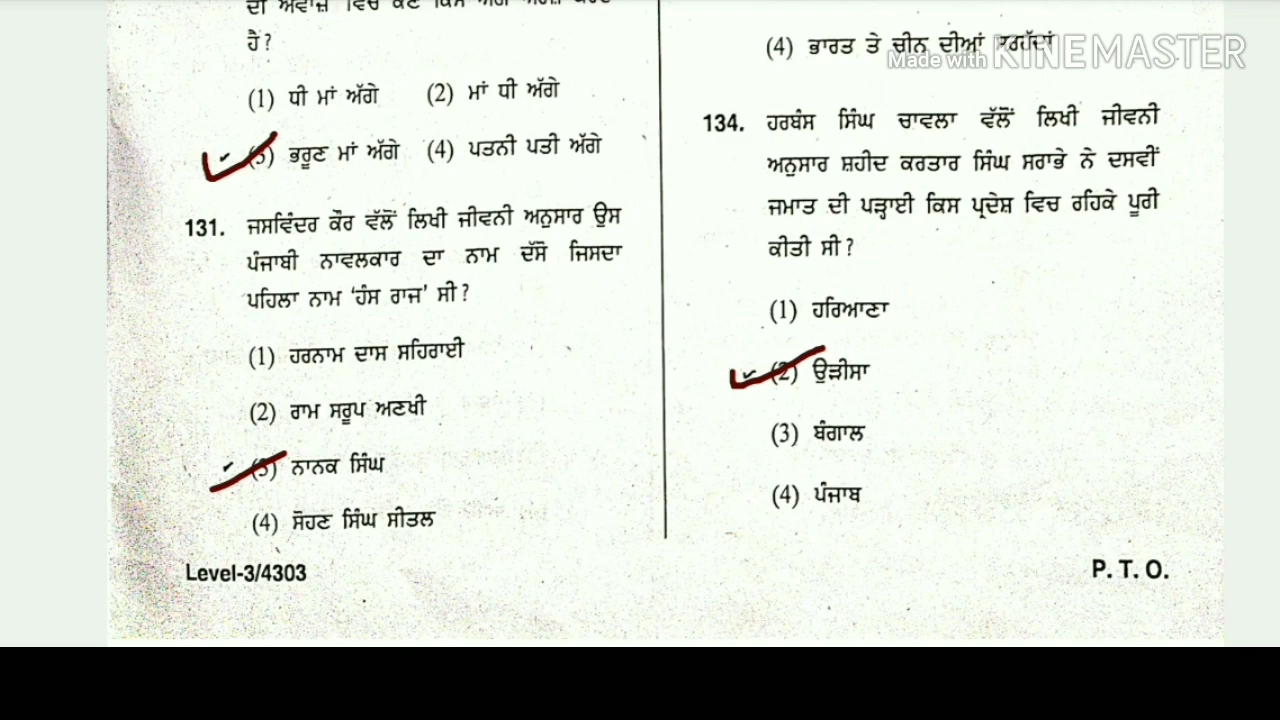 ਹੈ?
(1) ਧੀ ਮਾਂ ਅੱਗੇ (2) ਮਾਂ ਧੀ ਅੱਗੇ
(3) ਭਰੂਣ ਮਾਂ ਅੱਗੇ (4) ਪਤਨੀ ਪਤੀ ਅੱਗੇ
131. ਜਸਵਿੰਦਰ ਕੌਰ ਵੱਲੋਂ ਲਿਖੀ ਜੀਵਨੀ ਅਨੁਸਾਰ ਉਸ
ਪੰਜਾਬੀ ਨਾਵਲਕਾਰ ਦਾ ਨਾਮ ਦੱਸੋ ਜਿਸਦਾ
ਪਹਿਲਾ ਨਾਮ ‘ਹੰਸ ਰਾਜ’ ਸੀ?
(1) ਹਰਨਾਮ ਦਾਸ ਸਹਿਰਾਈ
(2) ਰਾਮ ਸਰੂਪ ਅਣਖੀ
(3) ਨਾਨਕ ਸਿੰਘ
(4) ਸੋਹਣ ਸਿੰਘ ਸੀਤਲ
Level-3/4303
(4) ਭਾਰਤ ਤੇ ਚੀਨ ਦੀਆਂ ਸਰਹੱਦਾਂ
Made with KINEMASTER
134. ਹਰਬੰਸ ਸਿੰਘ ਚਾਵਲਾ ਵੱਲੋਂ ਲਿਖੀ ਜੀਵਨੀ
ਅਨੁਸਾਰ ਸ਼ਹੀਦ ਕਰਤਾਰ ਸਿੰਘ ਸਰਾਭੇ ਨੇ ਦਸਵੀਂ
ਜਮਾਤ ਦੀ ਪੜ੍ਹਾਈ ਕਿਸ ਪ੍ਰਦੇਸ਼ ਵਿਚ ਰਹਿਕੇ ਪੂਰੀ
ਕੀਤੀ ਸੀ?
(1) ਹਰਿਆਣਾ
(2) ਉੜੀਸਾ
(3) ਬੰਗਾਲ
(4) ਪੰਜਾਬ
P. T. O.